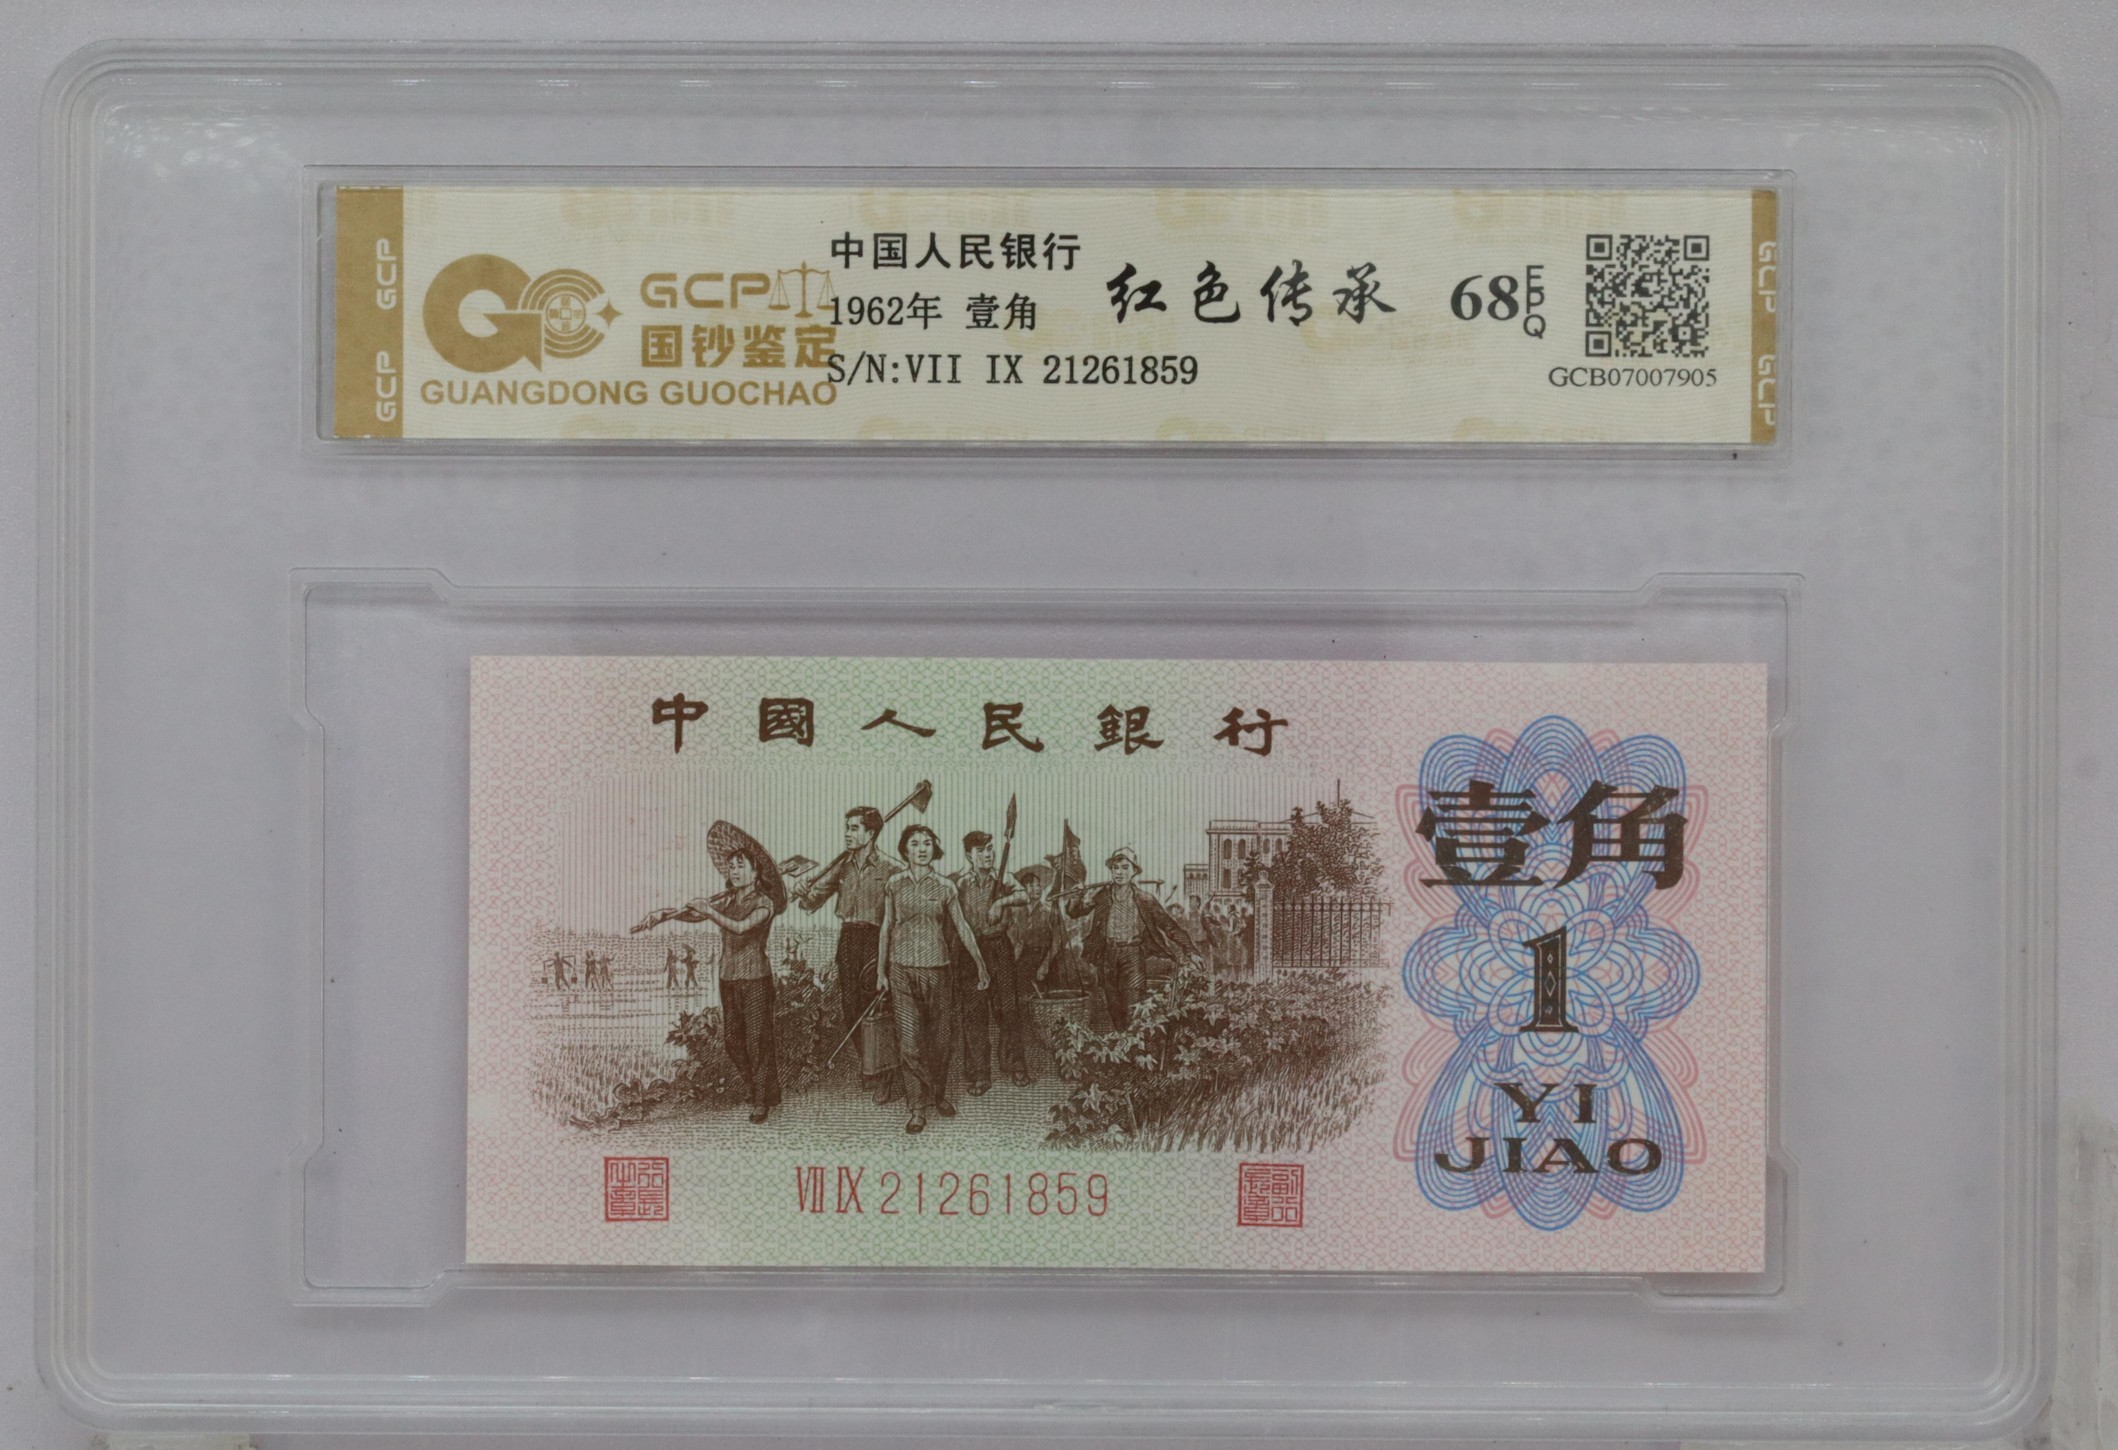 GCP
GCP
GCP
国钞鉴定
GUANGDONG GUOCHAO
中国人民银行
1962年 壹角
S/N:VII IX 21261859
红色传承
68
EPQ
GCB07007905
GCP
GCP
中國人民銀行
壹角
1
YI
JIAO
VII IX 21261859